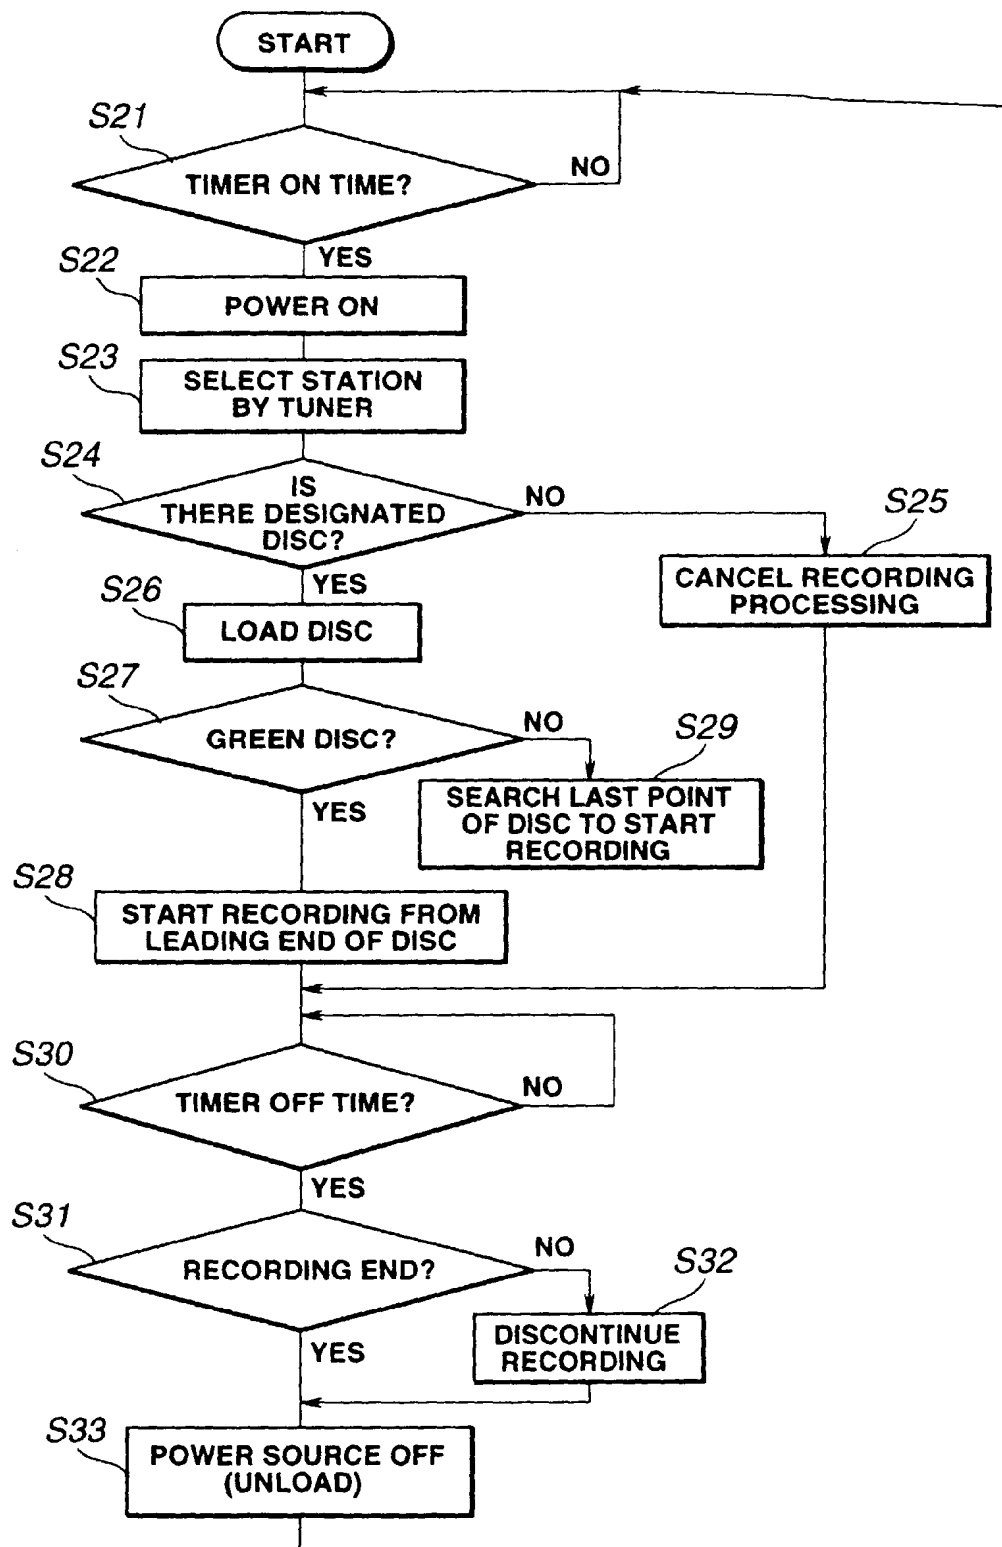 START
S21
TIMER ON TIME?
NO
YES
S22
POWER ON
S23
SELECT STATION
BY TUNER
S24
IS
THERE DESIGNATED
DISC?
NO
YES
S25
CANCEL RECORDING
PROCESSING
S26
LOAD DISC
S27
GREEN DISC?
NO
YES
S29
SEARCH LAST POINT
OF DISC TO START
RECORDING
S28
START RECORDING FROM
LEADING END OF DISC
S30
TIMER OFF TIME?
NO
YES
S31
RECORDING END?
NO
YES
S32
DISCONTINUE
RECORDING
S33
POWER SOURCE OFF
(UNLOAD)